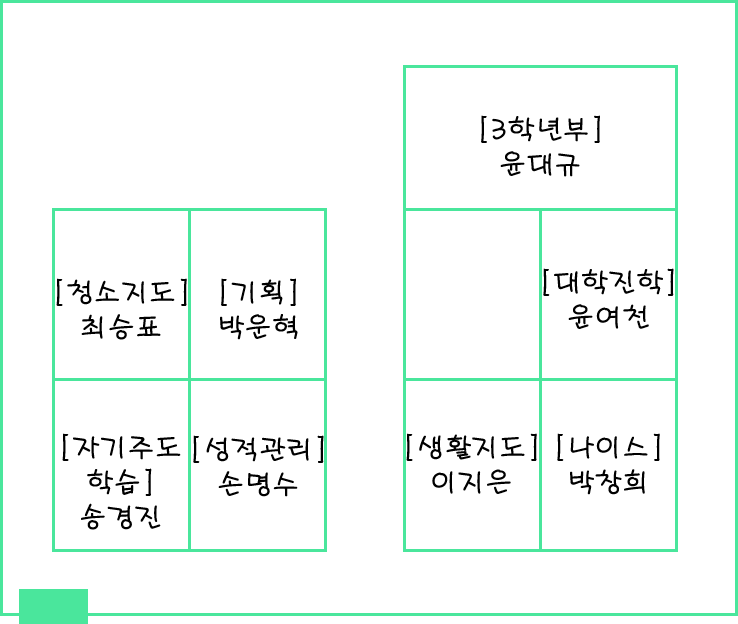 [3학년부]
윤대규
[청소지도]
최승표
[기획]
박운혁
[대학진학]
윤여천
[자기주도
학습]
송경진
[성적관리]
손명수
[생활지도]
이지은
[나이스]
박창희